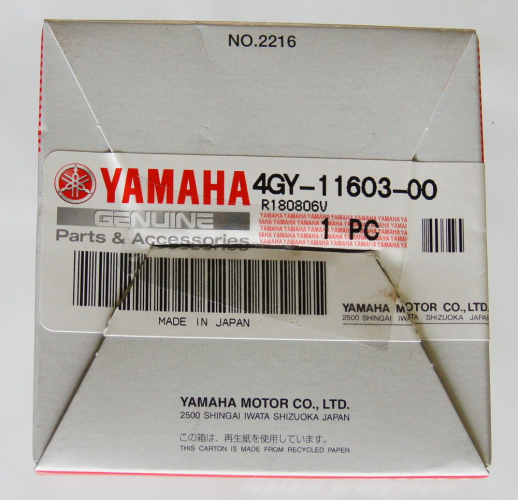 NO.2216
YAMAHA 4GY-11603-00
GENUINE R180806V
Parts & Accessories 1 PC
YAMAHA MOTOR CO.,LTD.
2500 SHINGAI IWATA SHIZUOKA JAPAN
MADE IN JAPAN
YAMAHA MOTOR CO., LTD.
2500 SHINGAI IWATA SHIZUOKA JAPAN
この箱は、再生紙を使用しています。
THIS CARTON IS MADE FROM RECYCLED PAPER